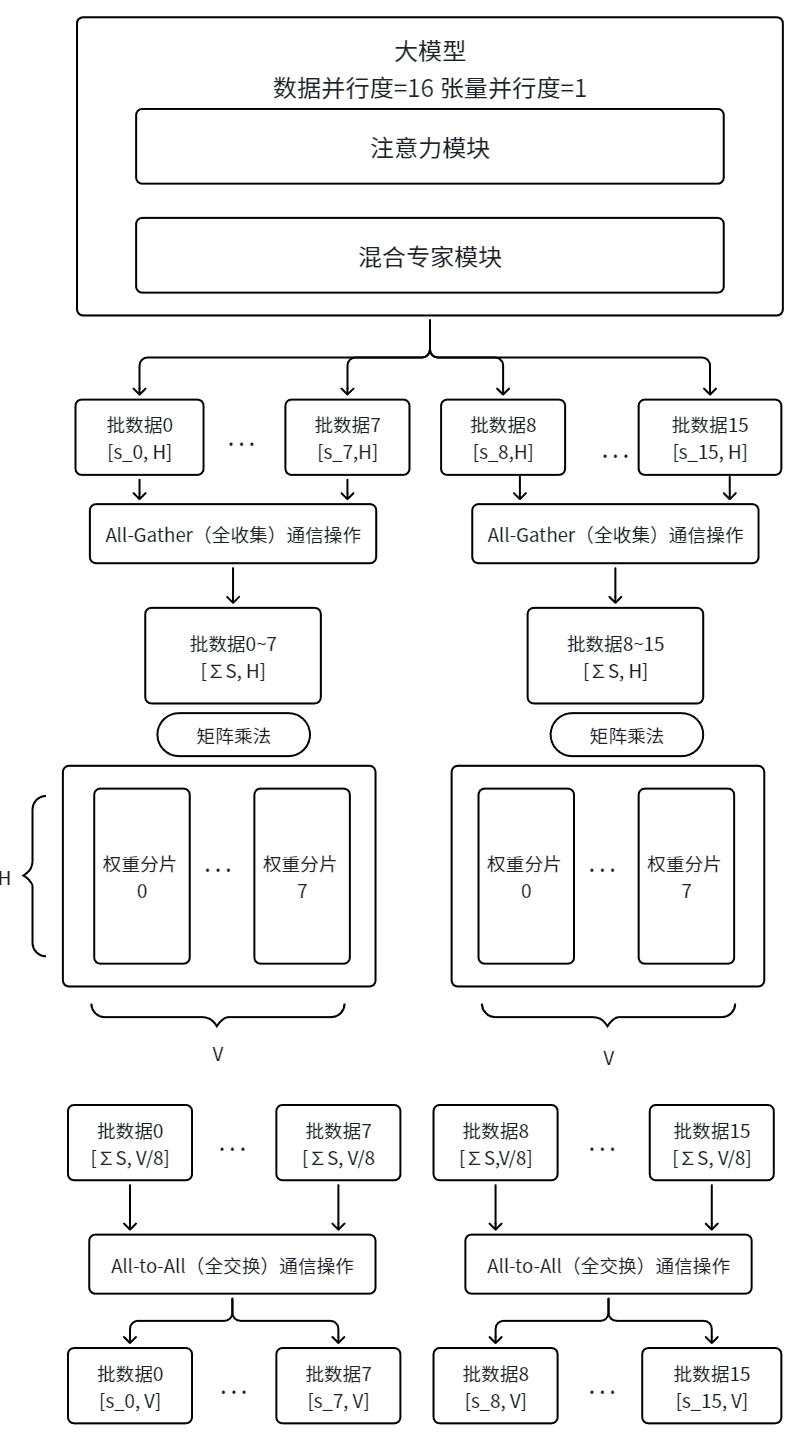 大模型
数据并行度=16 张量并行度=1
注意力模块
混合专家模块
批数据0
[s_0, H]
...
批数据7
[s_7,H]
批数据8
[s_8,H]
...
批数据15
[s_15, H]
All-Gather（全收集）通信操作
All-Gather（全收集）通信操作
批数据0~7
[ΣS, H]
批数据8~15
[ΣS, H]
矩阵乘法
矩阵乘法
H
权重分片
0
...
权重分片
7
权重分片
0
...
权重分片
7
V
V
批数据0
[ΣS, V/8]
...
批数据7
[ΣS, V/8
批数据8
[ΣS,V/8]
...
批数据15
[ΣS, V/8]
All-to-All（全交换）通信操作
All-to-All（全交换）通信操作
批数据0
[s_0, V]
...
批数据7
[s_7, V]
批数据8
[s_8, V]
...
批数据15
[s_15, V]